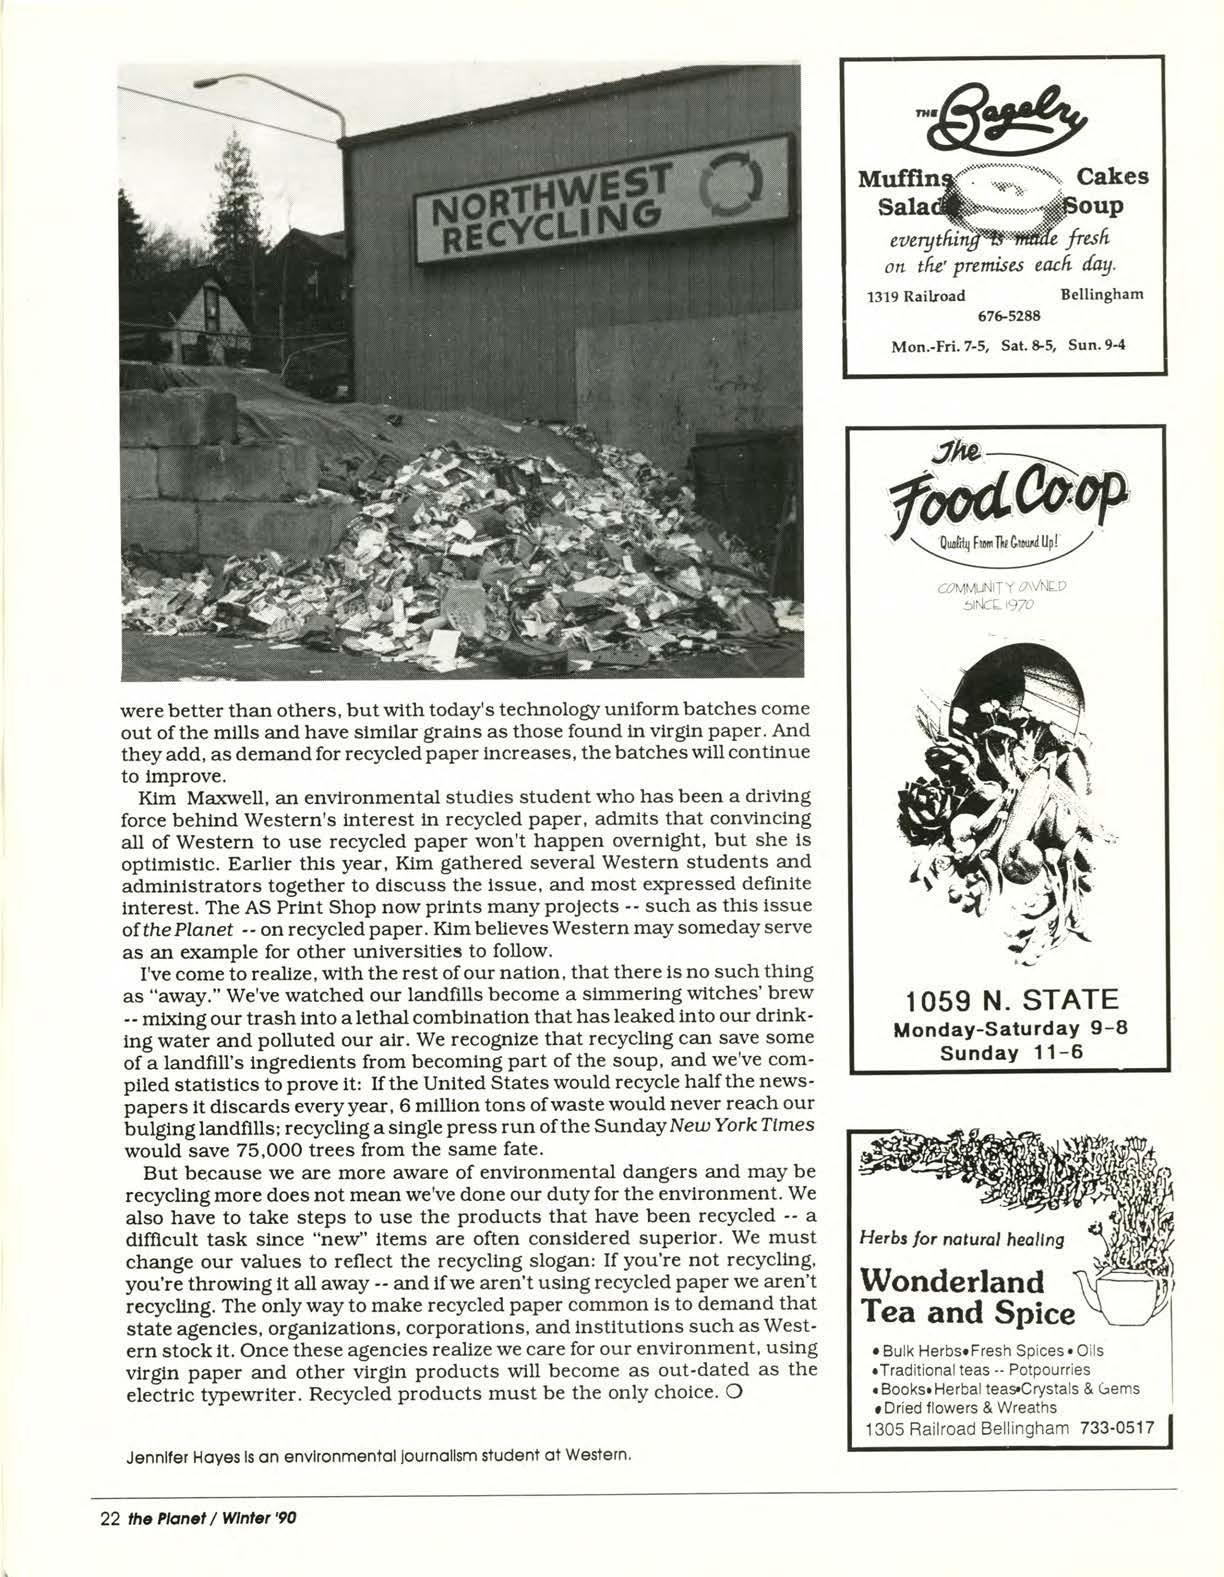 NORTHWEST
RECYCLING
were better than others, but with today's technology uniform batches come
out of the mills and have similar grains as those found in virgin paper. And
they add, as demand for recycled paper increases, the batches will continue
to improve.
Kim Maxwell, an environmental studies student who has been a driving
force behind Western's interest in recycled paper, admits that convincing
all of Western to use recycled paper won't happen overnight, but she is
optimistic. Earlier this year, Kim gathered several Western students and
administrators together to discuss the issue, and most expressed definite
interest. The AS Print Shop now prints many projects -- such as this issue
of the Planet -- on recycled paper. Kim believes Western may someday serve
as an example for other universities to follow.
I've come to realize, with the rest of our nation, that there is no such thing
as "away." We've watched our landfills become a simmering witches' brew
-- mixing our trash into a lethal combination that has leaked into our drink-
ing water and polluted our air. We recognize that recycling can save some
of a landfill's ingredients from becoming part of the soup, and we've com-
piled statistics to prove it: If the United States would recycle half the news-
papers it discards every year, 6 million tons of waste would never reach our
bulging landfills; recycling a single press run of the Sunday New York Times
would save 75,000 trees from the same fate.
But because we are more aware of environmental dangers and may be
recycling more does not mean we've done our duty for the environment. We
also have to take steps to use the products that have been recycled -- a
difficult task since "new" items are often considered superior. We must
change our values to reflect the recycling slogan: If you're not recycling,
you're throwing it all away -- and if we aren't using recycled paper we aren't
recycling. The only way to make recycled paper common is to demand that
state agencies, organizations, corporations, and institutions such as West-
ern stock it. Once these agencies realize we care for our environment, using
virgin paper and other virgin products will become as out-dated as the
electric typewriter. Recycled products must be the only choice. O
Jennifer Hayes is an environmental journalism student at Western.
THE Bagelry
Muffins Cakes
Salad Soup
everything is made fresh
on the' premises each day.
1319 Railroad Bellingham
676-5288
Mon.-Fri. 7-5, Sat. 8-5, Sun. 9-4
The
Food Co-op
Quality From The Ground Up!
COMMUNITY OWNED
SINCE 1970
1059 N. STATE
Monday-Saturday 9-8
Sunday 11-6
Herbs for natural healing
Wonderland
Tea and Spice
• Bulk Herbs• Fresh Spices • Oils
• Traditional teas -- Potpourries
• Books• Herbal teas•Crystals & Gems
• Dried flowers & Wreaths
1305 Railroad Bellingham 733-0517
22 the Planet / Winter '90